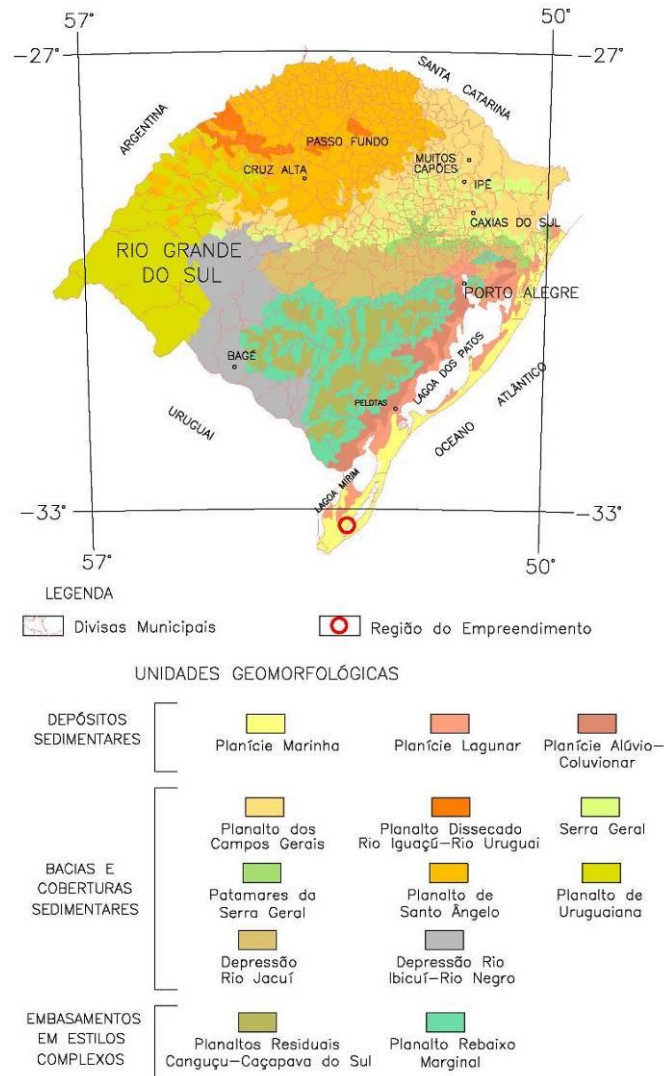 57°
50°
-27°
-27°
SANTA CATARINA
ARGENTINA
PASSO FUNDO
MUITOS
CAPÕES
CRUZ ALTA
IPÊ
CAXIAS DO SUL
RIO GRANDE
DO SUL
PORTO ALEGRE
BAGÉ
LAGOA DOS PATOS
ATLÂNTICO
PELOTAS
URUGUAI
OCEANO
LAGOA MIRIM
-33°
-33°
57°
50°
LEGENDA
Divisas Municipais
Região do Empreendimento
UNIDADES GEOMORFOLÓGICAS
DEPÓSITOS
SEDIMENTARES
Planície Marinha
Planície Lagunar
Planície Alúvio-
Coluvionar
BACIAS E
COBERTURAS
SEDIMENTARES
Planalto dos
Campos Gerais
Planalto Dissecado
Rio Iguaçú-Rio Uruguai
Serra Geral
Patamares da
Serra Geral
Planalto de
Santo Ângelo
Planalto de
Uruguaiana
Depressão
Rio Jacuí
Depressão Rio
Ibicuí-Rio Negro
EMBASAMENTOS
EM ESTILOS
COMPLEXOS
Planaltos Residuais
Canguçu-Caçapava do Sul
Planalto Rebaixo
Marginal